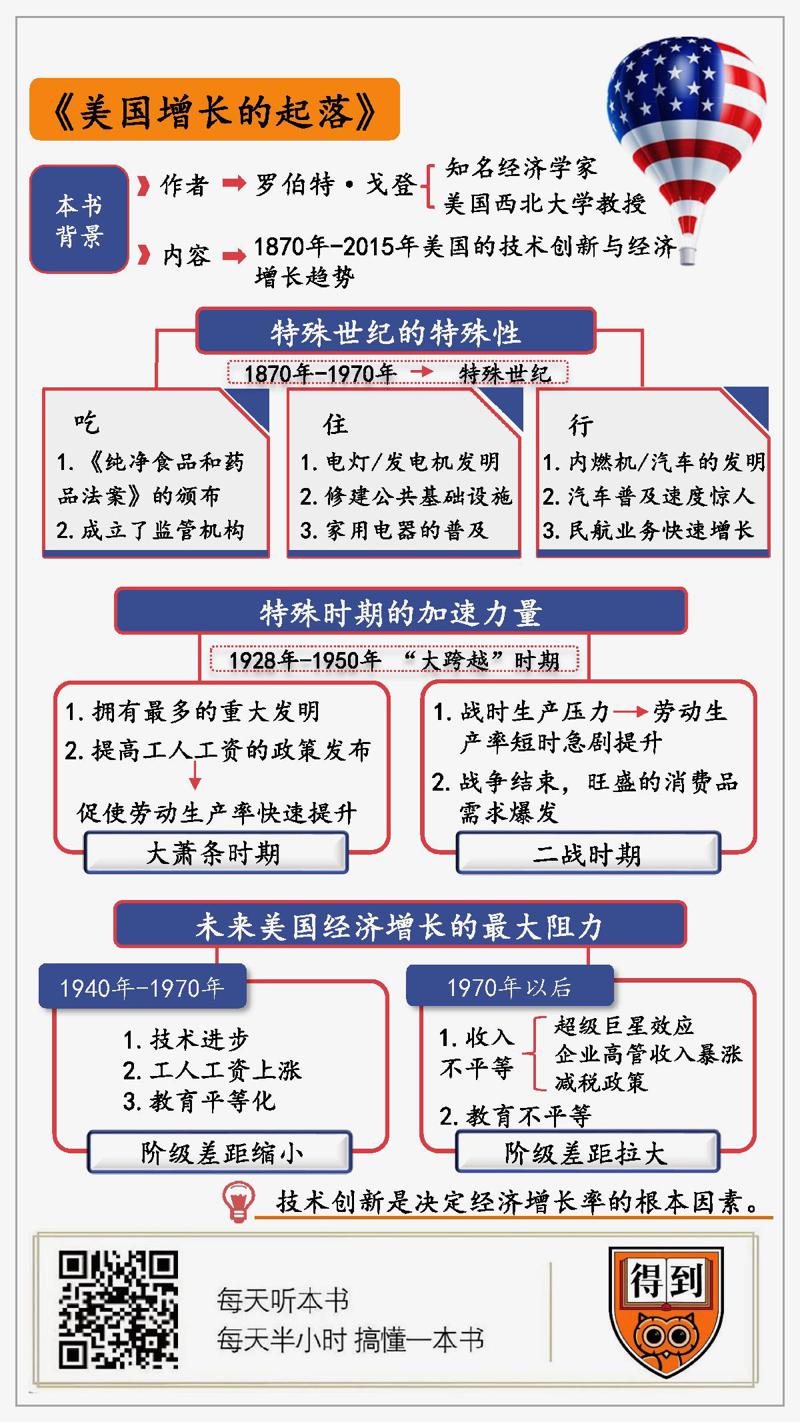 《美国增长的起落》
本书
背景
作者
罗伯特·戈登
知名经济学家
美国西北大学教授
内容
1870年-2015年美国的技术创新与经济
增长趋势
特殊世纪的特殊性
1870年-1970年 → 特殊世纪
吃
1.《纯净食品和药
品法案》的颁布
2.成立了监管机构
住
1.电灯/发电机发明
2.修建公共基础设施
3.家用电器的普及
行
1.内燃机/汽车的发明
2.汽车普及速度惊人
3.民航业务快速增长
特殊时期的加速力量
1928年-1950年 “大跨越”时期
1.拥有最多的重大发明
2.提高工人工资的政策发布
促使劳动生产率快速提升
大萧条时期
1.战时生产压力→劳动生
产率短时急剧提升
2.战争结束，旺盛的消费品
需求爆发
二战时期
未来美国经济增长的最大阻力
1940年-1970年
1.技术进步
2.工人工资上涨
3.教育平等化
阶级差距缩小
1970年以后
1.收入
不平等
超级巨星效应
企业高管收入暴涨
减税政策
2.教育不平等
阶级差距拉大
技术创新是决定经济增长率的根本因素。
每天听本书
每天半小时 搞懂一本书
得到